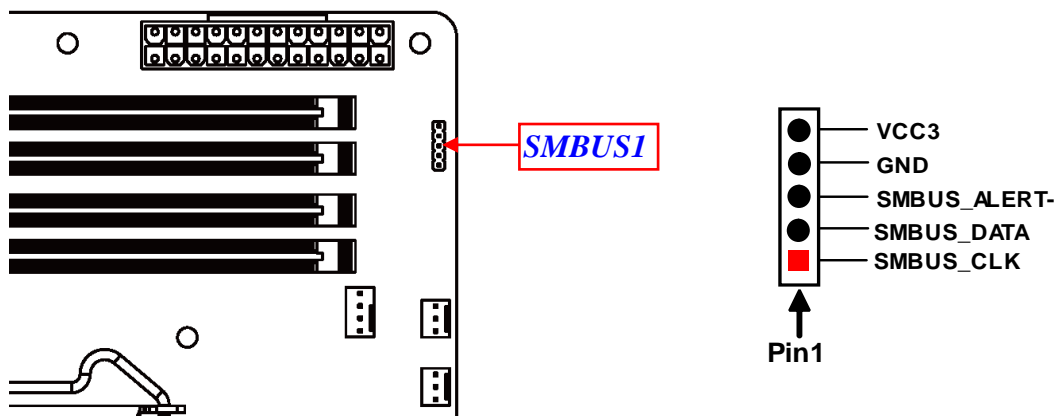 SMBUS1
VCC3
GND
SMBUS_ALERT-
SMBUS_DATA
SMBUS_CLK
Pin1